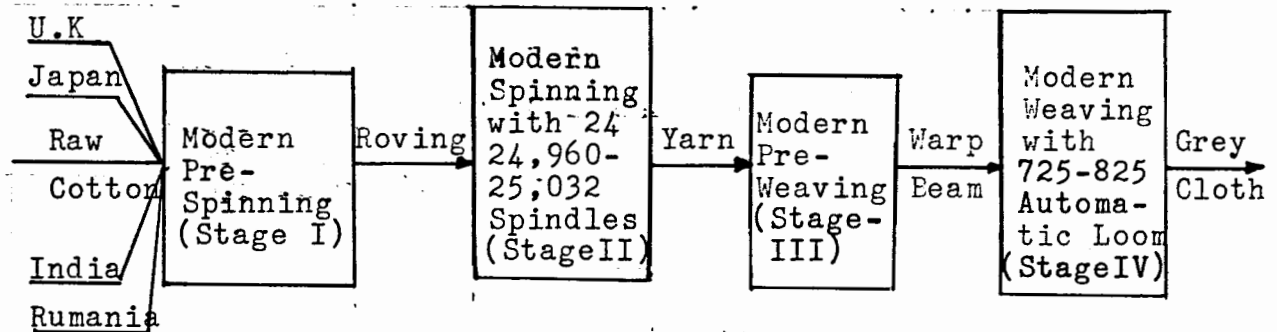 U.K
Japan
Raw
Cotton
India
Rumania
Modern
Pre-
Spinning
(Stage I)
Roving
Modern
Spinning
with 24
24,960-
25,032
Spindles
(StageII)
Yarn
Modern
Pre-
Weaving
(Stage-
III)
Warp
Beam
Modern
Weaving
with
725-825
Automa-
tic Loom
(StageIV)
Grey
Cloth